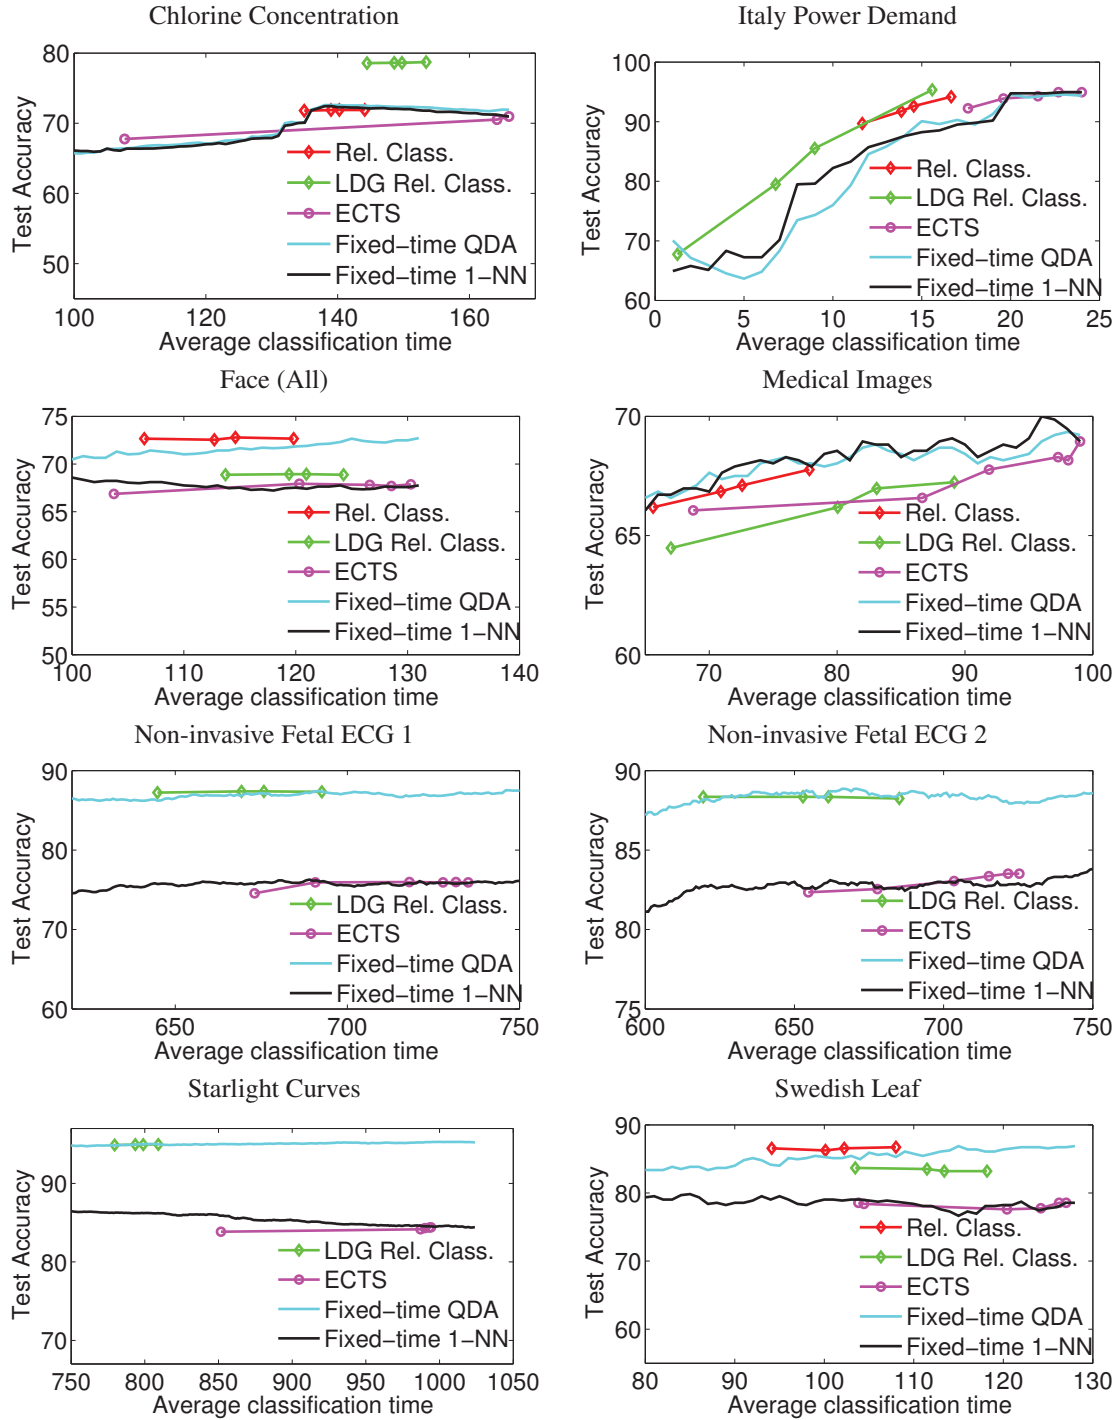 Chlorine Concentration
80
70
60
50
100
120
140
160
Test Accuracy
Average classification time
Rel. Class.
LDG Rel. Class.
ECTS
Fixed-time QDA
Fixed-time 1-NN
Italy Power Demand
100
90
80
70
60
0
5
10
15
20
25
Test Accuracy
Average classification time
Rel. Class.
LDG Rel. Class.
ECTS
Fixed-time QDA
Fixed-time 1-NN
Face (All)
75
70
65
60
55
50
100
110
120
130
140
Test Accuracy
Average classification time
Rel. Class.
LDG Rel. Class.
ECTS
Fixed-time QDA
Fixed-time 1-NN
Medical Images
70
65
60
70
80
90
100
Test Accuracy
Average classification time
Rel. Class.
LDG Rel. Class.
ECTS
Fixed-time QDA
Fixed-time 1-NN
Non-invasive Fetal ECG 1
90
80
70
60
650
700
750
Test Accuracy
Average classification time
LDG Rel. Class.
ECTS
Fixed-time QDA
Fixed-time 1-NN
Non-invasive Fetal ECG 2
90
85
80
75
600
650
700
750
Test Accuracy
Average classification time
LDG Rel. Class.
ECTS
Fixed-time QDA
Fixed-time 1-NN
Starlight Curves
90
80
70
750
800
850
900
950
1000
1050
Test Accuracy
Average classification time
LDG Rel. Class.
ECTS
Fixed-time QDA
Fixed-time 1-NN
Swedish Leaf
90
80
70
60
80
90
100
110
120
130
Test Accuracy
Average classification time
Rel. Class.
LDG Rel. Class.
ECTS
Fixed-time QDA
Fixed-time 1-NN